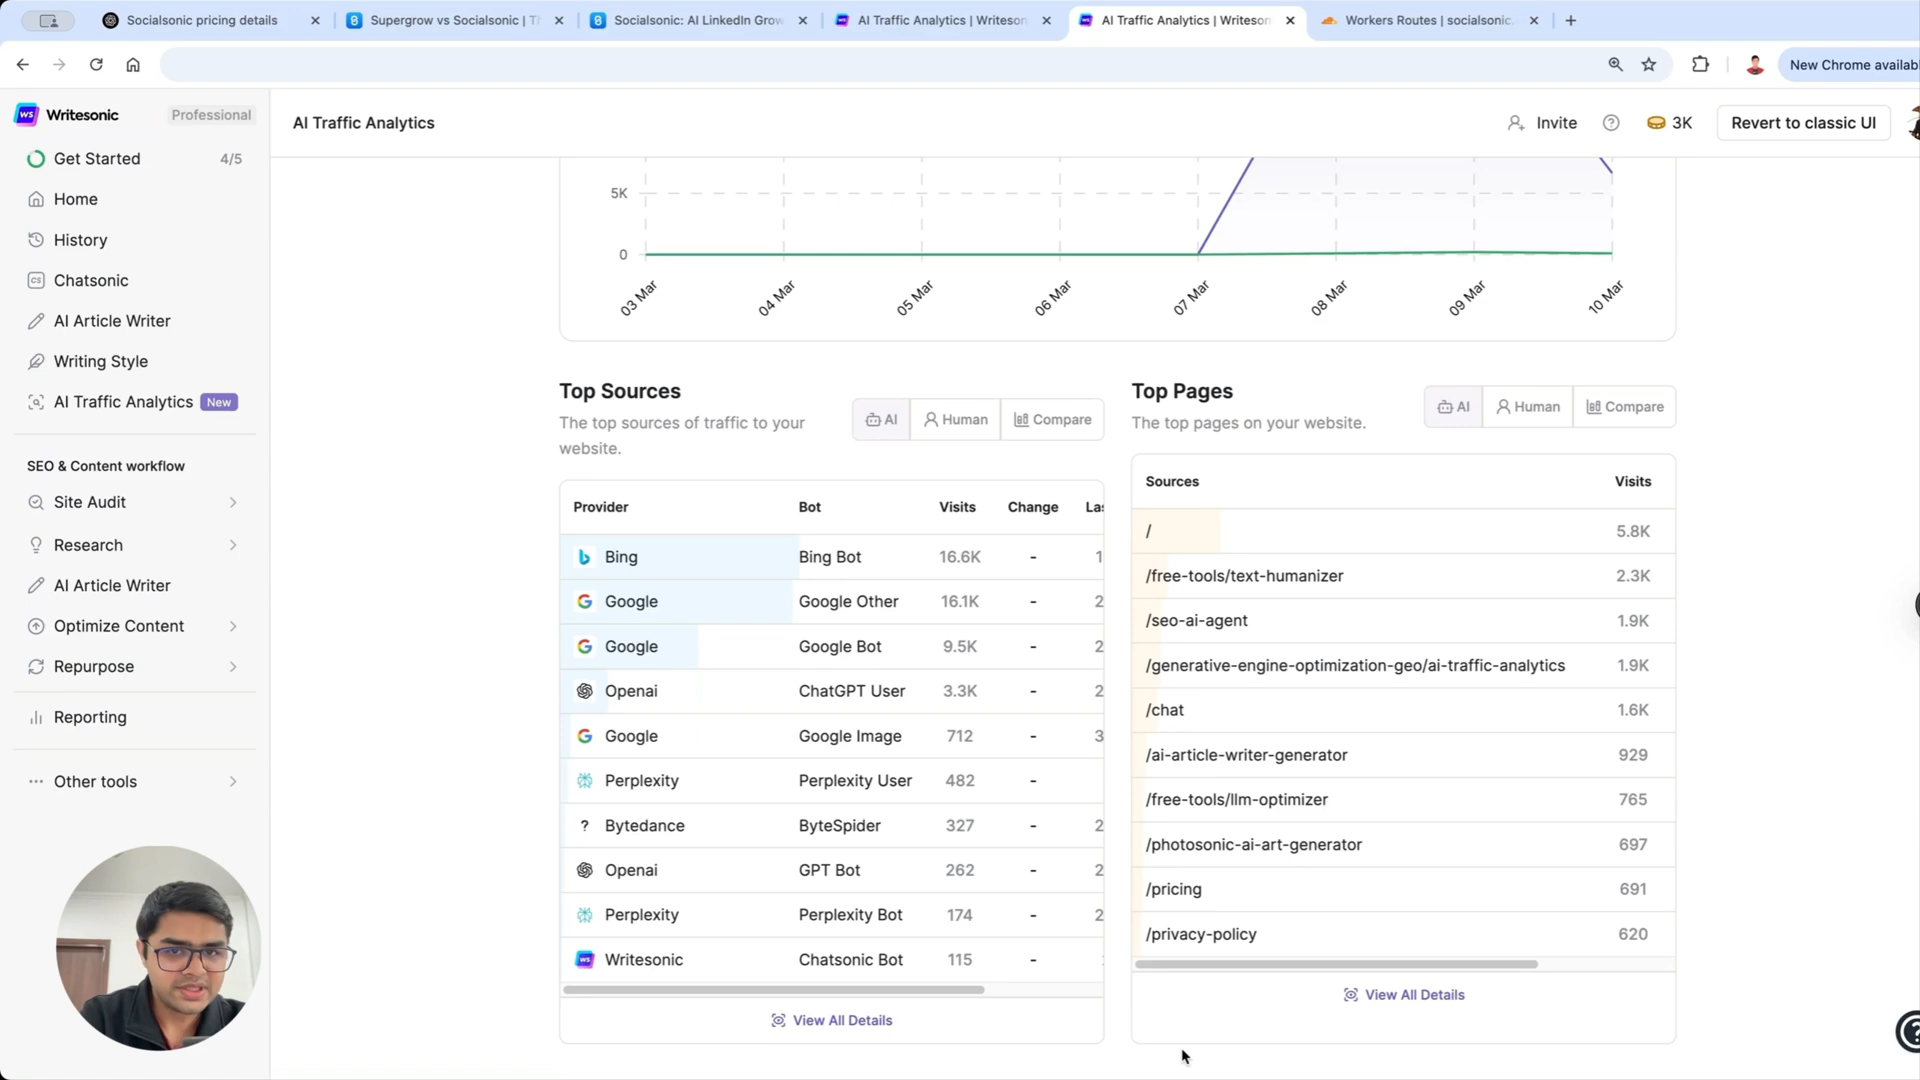 Socialsonic pricing details
Supergrow vs Socialsonic | T
Socialsonic: AI LinkedIn Grow
AI Traffic Analytics | Writeson
AI Traffic Analytics | Writeson
Workers Routes | socialsonic.
New Chrome availabl
Writesonic
Professional
AI Traffic Analytics
Invite
3K
Revert to classic UI
Get Started
4/5
Home
History
Chatsonic
AI Article Writer
Writing Style
AI Traffic Analytics New
SEO & Content workflow
Site Audit
Research
AI Article Writer
Optimize Content
Repurpose
Reporting
Other tools
5K
0
03 Mar
04 Mar
05 Mar
06 Mar
07 Mar
08 Mar
09 Mar
10 Mar
Top Sources
The top sources of traffic to your
website.
AI
Human
Compare
Provider Bot Visits Change Las
Bing Bing Bot 16.6K - 1
Google Google Other 16.1K - 2
Google Google Bot 9.5K - 2
Openai ChatGPT User 3.3K - 2
Google Google Image 712 - 3
Perplexity Perplexity User 482 -
? Bytedance ByteSpider 327 - 2
Openai GPT Bot 262 - 2
Perplexity Perplexity Bot 174 - 2
Writesonic Chatsonic Bot 115 -
View All Details
Top Pages
The top pages on your website.
AI
Human
Compare
Sources Visits
/ 5.8K
/free-tools/text-humanizer 2.3K
/seo-ai-agent 1.9K
/generative-engine-optimization-geo/ai-traffic-analytics 1.9K
/chat 1.6K
/ai-article-writer-generator 929
/free-tools/llm-optimizer 765
/photosonic-ai-art-generator 697
/pricing 691
/privacy-policy 620
View All Details